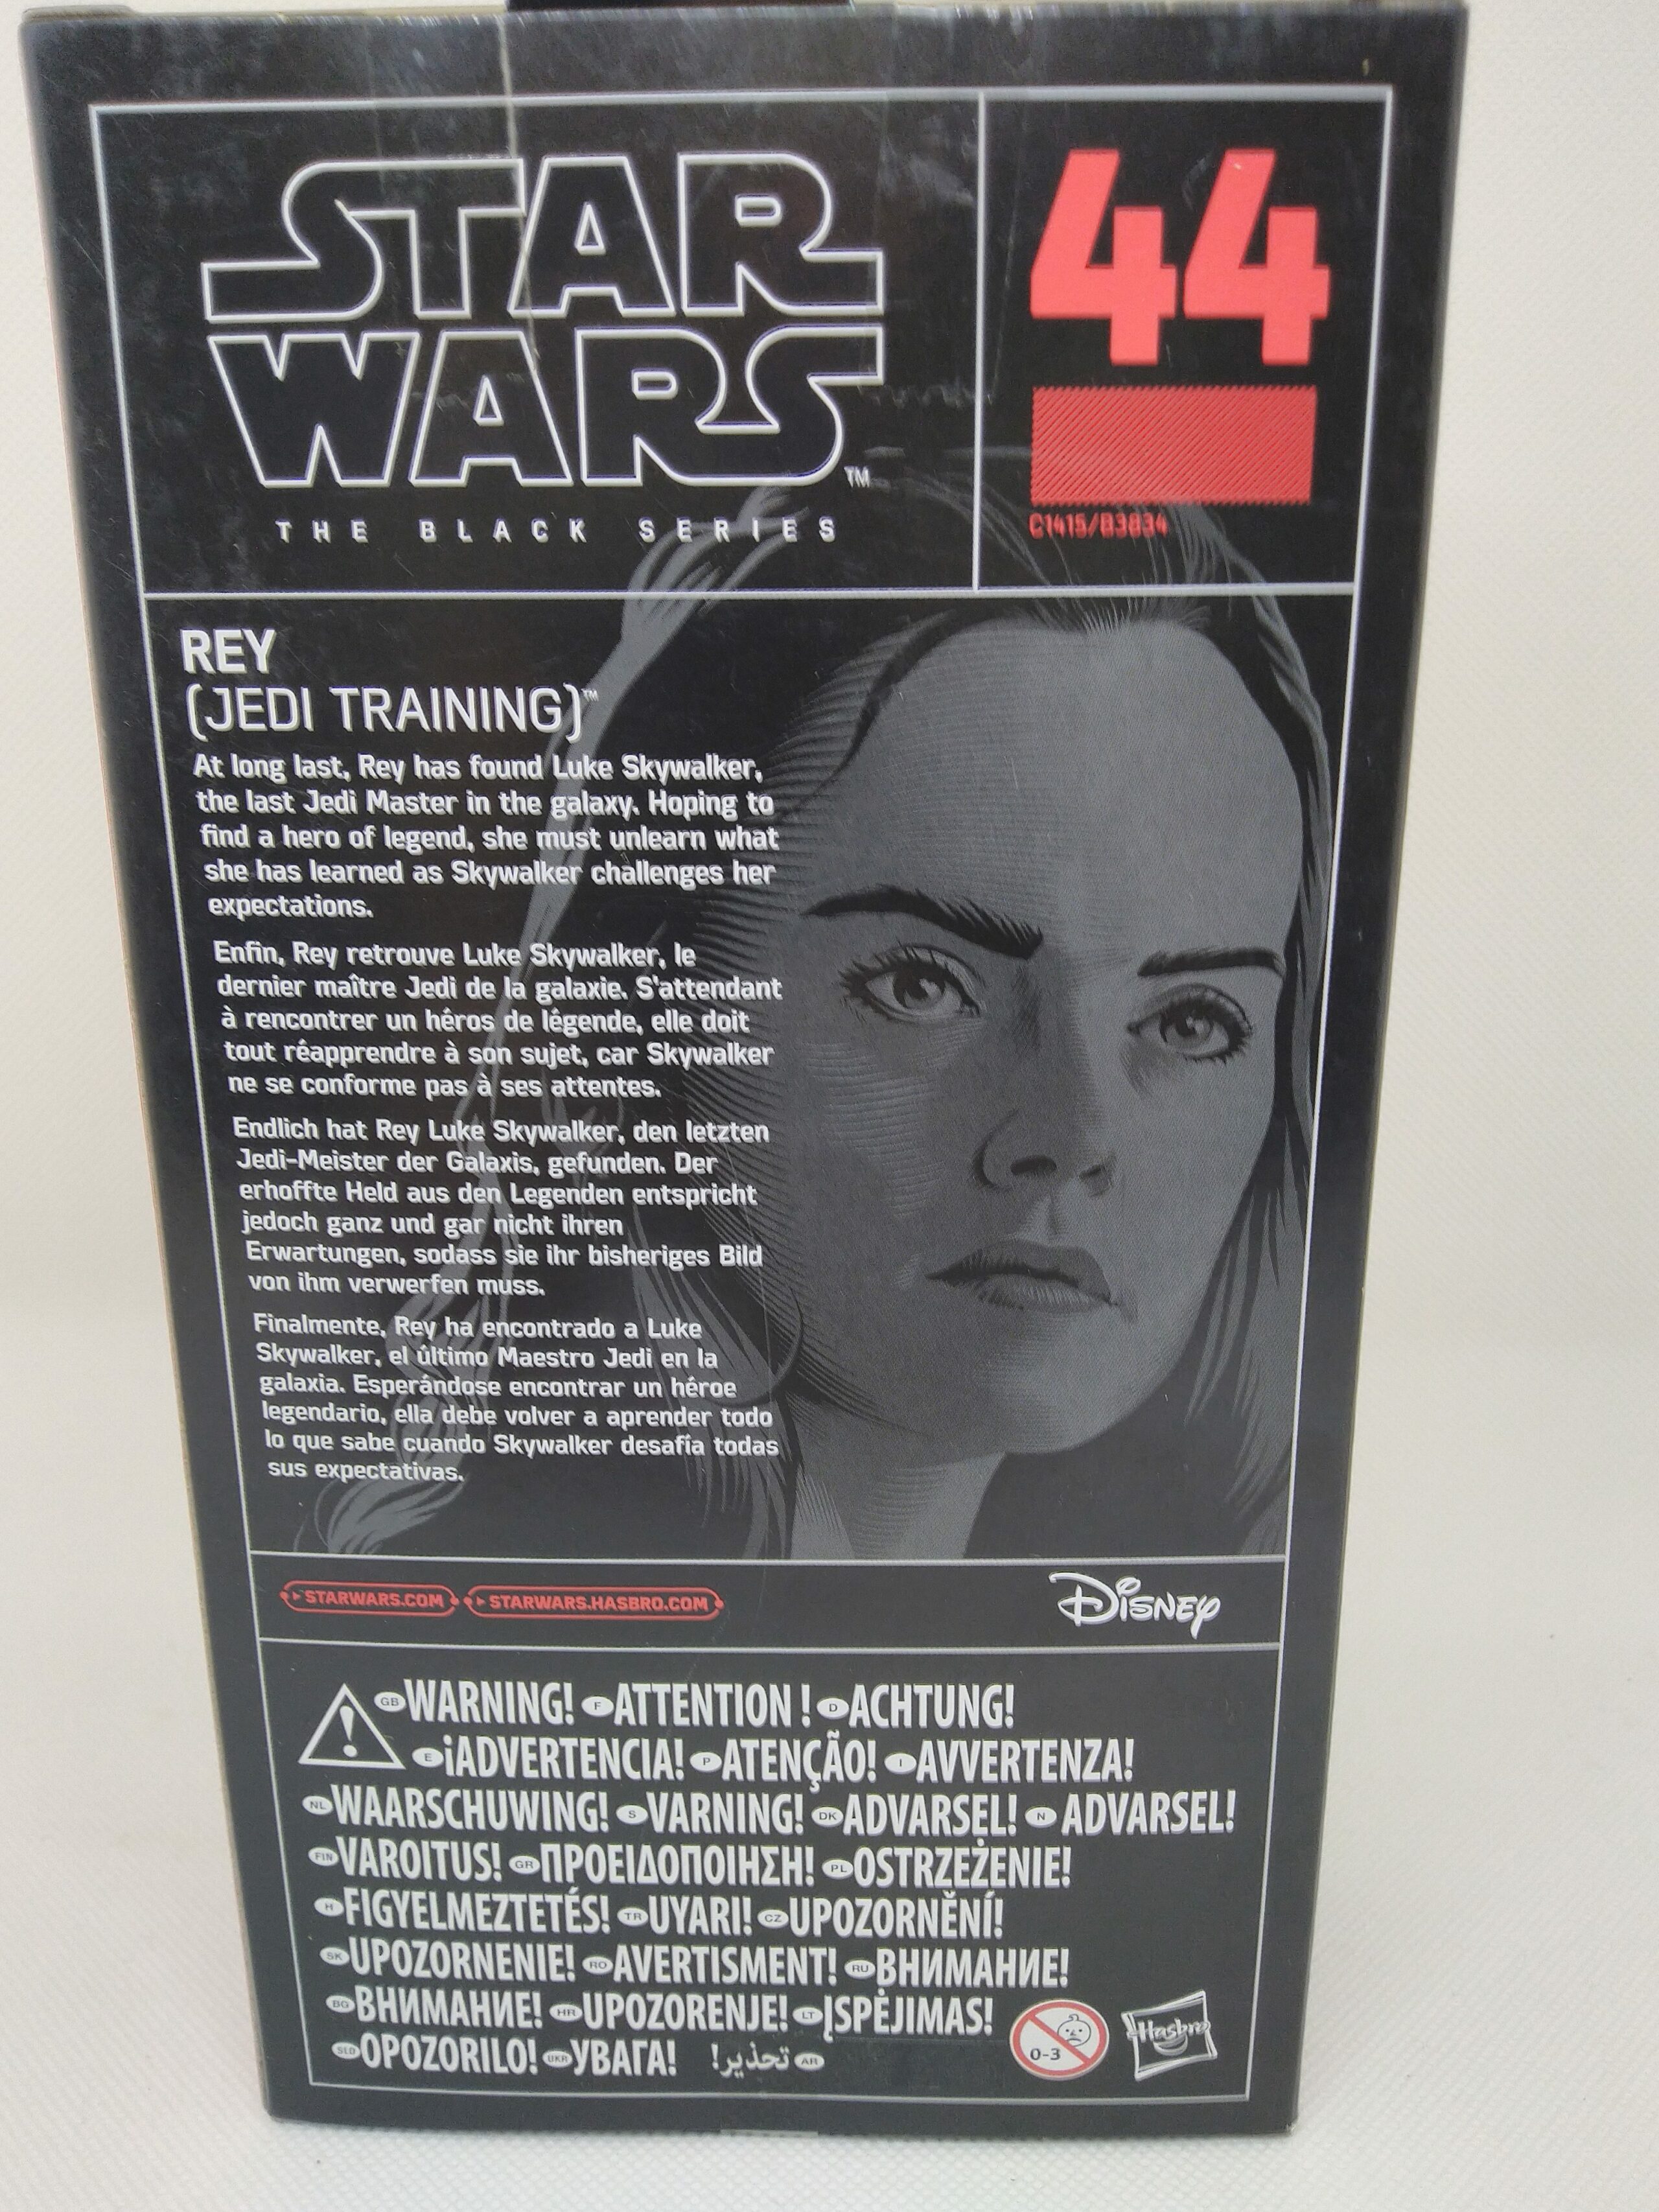 STAR
WARS™
THE BLACK SERIES
44
C1415/B3834
REY
(JEDI TRAINING)™
At long last, Rey has found Luke Skywalker,
the last Jedi Master in the galaxy. Hoping to
find a hero of legend, she must unlearn what
she has learned as Skywalker challenges her
expectations.
Enfin, Rey retrouve Luke Skywalker, le
dernier maître Jedi de la galaxie. S'attendant
à rencontrer un héros de légende, elle doit
tout réapprendre à son sujet, car Skywalker
ne se conforme pas à ses attentes.
Endlich hat Rey Luke Skywalker, den letzten
Jedi-Meister der Galaxis, gefunden. Der
erhoffte Held aus den Legenden entspricht
jedoch ganz und gar nicht ihren
Erwartungen, sodass sie ihr bisheriges Bild
von ihm verwerfen muss.
Finalmente, Rey ha encontrado a Luke
Skywalker, el último Maestro Jedi en la
galaxia. Esperándose encontrar un héroe
legendario, ella debe volver a aprender todo
lo que sabe cuando Skywalker desafía todas
sus expectativas.
STARWARS.COM STARWARS.HASBRO.COM
Disney
GB WARNING! F ATTENTION ! D ACHTUNG!
E ¡ADVERTENCIA! P ATENÇÃO! I AVVERTENZA!
NL WAARSCHUWING! S VARNING! DK ADVARSEL! N ADVARSEL!
FIN VAROITUS! GR ΠΡΟΕΙΔΟΠΟΙΗΣΗ! PL OSTRZEŻENIE!
H FIGYELMEZTETÉS! TR UYARI! CZ UPOZORNĚNÍ!
SK UPOZORNENIE! RO AVERTISMENT! RU ВНИМАНИЕ!
BG ВНИМАНИЕ! HR UPOZORENJE! LT ĮSPĖJIMAS!
SLO OPOZORILO! UKR УВАГА! AR تحذير!
0-3
Hasbro